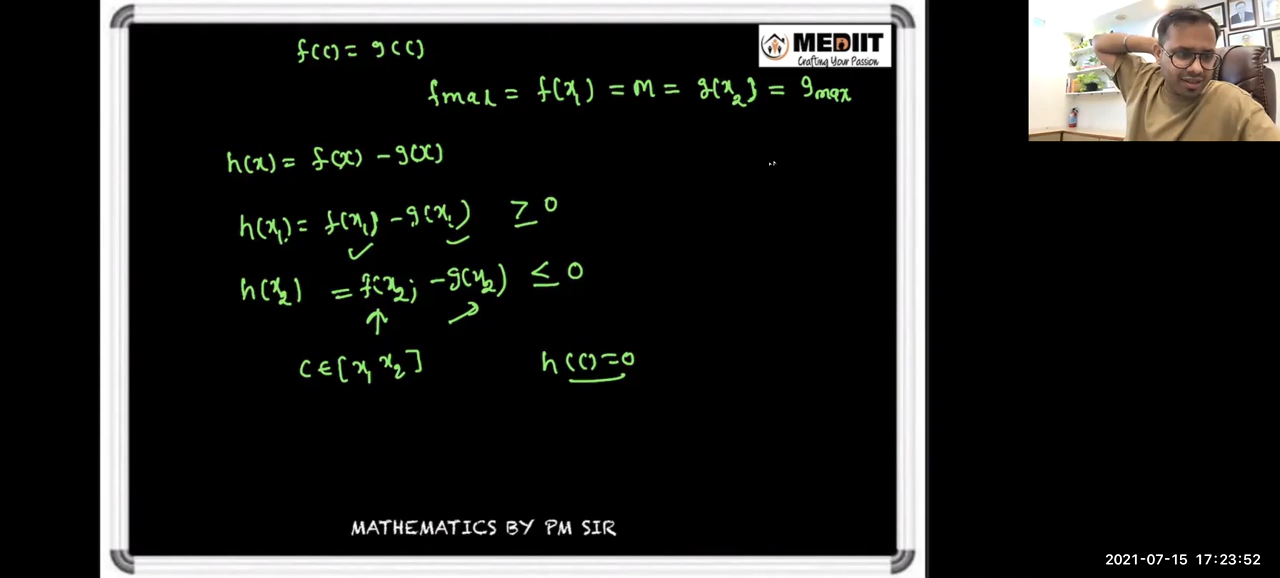 f(c) = g(c)
MEDIIT
Crafting Your Passion
fmax = f(x₁) = M = g(x₂) = gmax
h(x) = f(x) - g(x)
h(x₁) = f(x₁) - g(x₁) ≥ 0
h(x₂) = f(x₂) - g(x₂) ≤ 0
c ∈ [x₁ x₂] h(c) = 0
MATHEMATICS BY PM SIR
2021-07-15 17:23:52